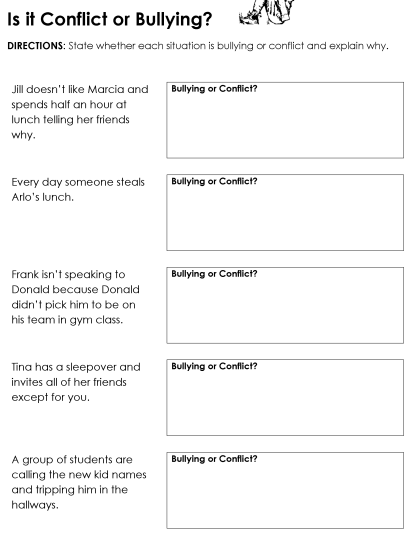 Is it Conflict or Bullying?
DIRECTIONS: State whether each situation is bullying or conflict and explain why.
Jill doesn't like Marcia and
spends half an hour at
lunch telling her friends
why.
Bullying or Conflict?
Every day someone steals
Arlo's lunch.
Bullying or Conflict?
Frank isn't speaking to
Donald because Donald
didn't pick him to be on
his team in gym class.
Bullying or Conflict?
Tina has a sleepover and
invites all of her friends
except for you.
Bullying or Conflict?
A group of students are
calling the new kid names
and tripping him in the
hallways.
Bullying or Conflict?